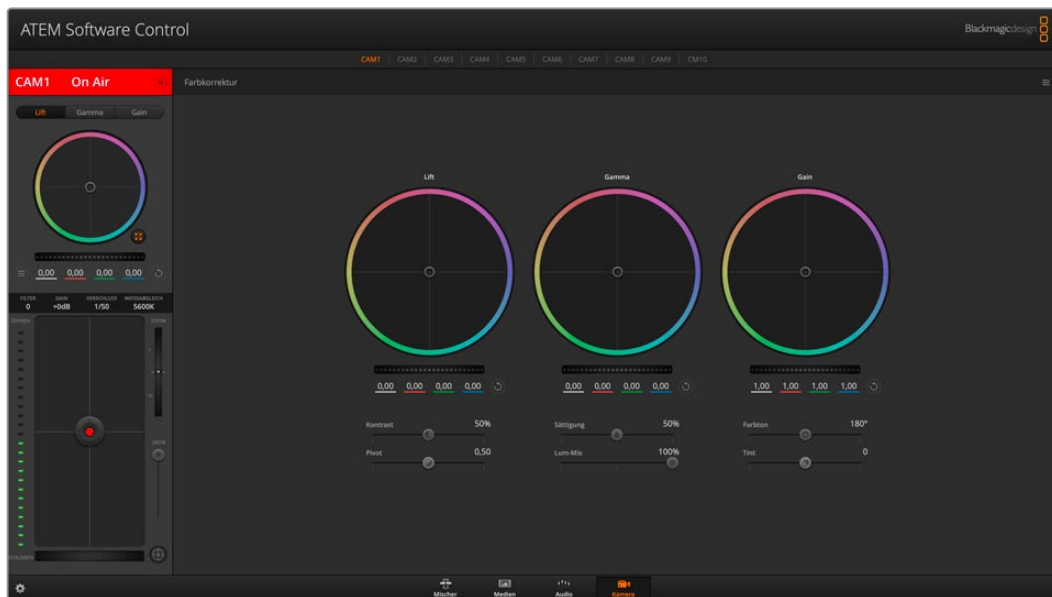 ATEM Software Control
Blackmagicdesign
CAM1 CAM2 CAM3 CAM4 CAM5 CAM6 CAM7 CAM8 CAM9 CM10
CAM1 On Air
Farbkorrektur
Lift Gamma Gain
0,00 0,00 0,00 0,00
FILTER GAIN VERSCHLUSS WEISSABGLEICH
0 +0dB 1/50 5600K
ZOOM
T
W
Lift Gamma Gain
0,00 0,00 0,00 0,00
0,00 0,00 0,00 0,00
1,00 1,00 1,00 1,00
Kontrast 50%
Sättigung 50%
Farbton 180°
Pivot 0,50
Lum-Mix 100%
Tint 0
Mischer Medien Audio Kamera